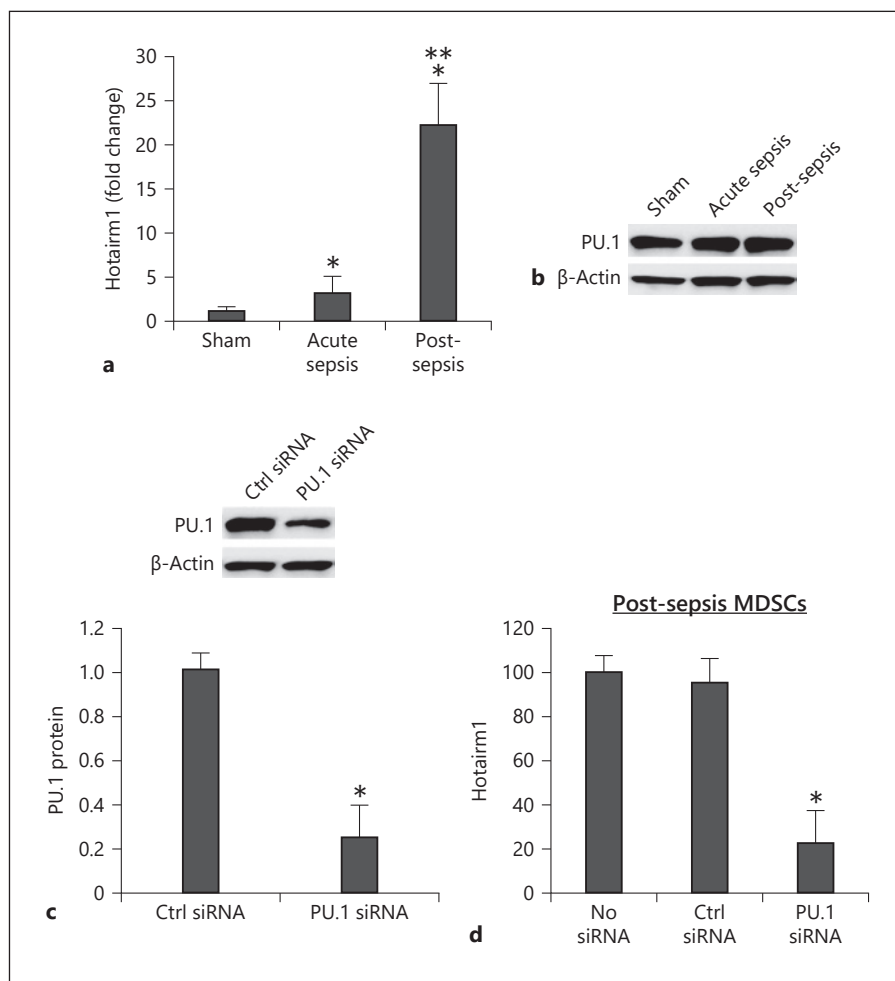 30
25
20
15
10
5
0
Hotairm1 (fold change)
*
**
*
Sham
Acute
sepsis
Post-
sepsis
a
Sham
Acute sepsis
Post-sepsis
PU.1
b
β-Actin
Ctrl siRNA
PU.1 siRNA
PU.1
β-Actin
1.2
1.0
0.8
0.6
0.4
0.2
0
PU.1 protein
*
Ctrl siRNA
PU.1 siRNA
c
Post-sepsis MDSCs
120
100
80
60
40
20
0
Hotairm1
*
No
siRNA
Ctrl
siRNA
PU.1
siRNA
d